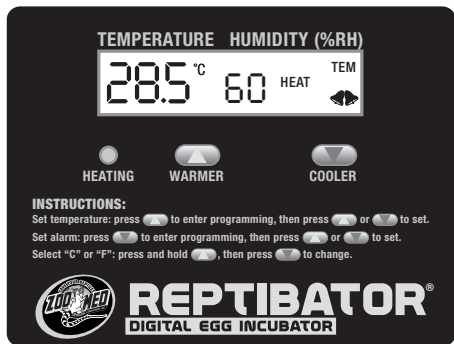 TEMPERATURE HUMIDITY (%RH)
28.5 °C 60 HEAT TEM
HEATING WARMER COOLER
INSTRUCTIONS:
Set temperature: press to enter programming, then press or to set.
Set alarm: press to enter programming, then press or to set.
Select “C” or “F”: press and hold , then press to change.
ZOO MED
REPTIBATOR®
DIGITAL EGG INCUBATOR